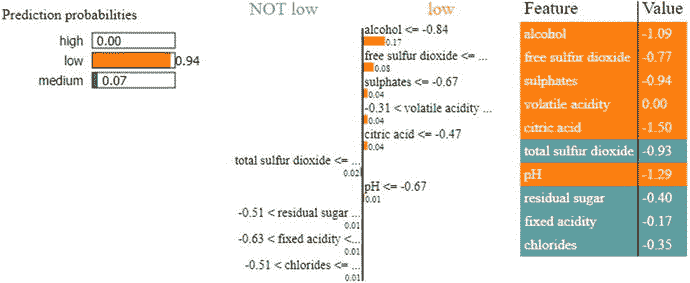 Prediction probabilities
high 0.00
low 0.94
medium 0.07
NOT low
low
alcohol <= -0.84
0.17
free sulfur dioxide <= ...
0.08
sulphates <= -0.67
0.04
-0.31 < volatile acidity ...
0.04
citric acid <= -0.47
0.04
total sulfur dioxide <= ...
0.02
pH <= -0.67
0.01
-0.51 < residual sugar ...
0.01
-0.63 < fixed acidity <...
0.01
-0.51 < chlorides <= ...
0.01
Feature Value
alcohol -1.09
free sulfur dioxide -0.77
sulphates -0.94
volatile acidity 0.00
citric acid -1.50
total sulfur dioxide -0.93
pH -1.29
residual sugar -0.40
fixed acidity -0.17
chlorides -0.35